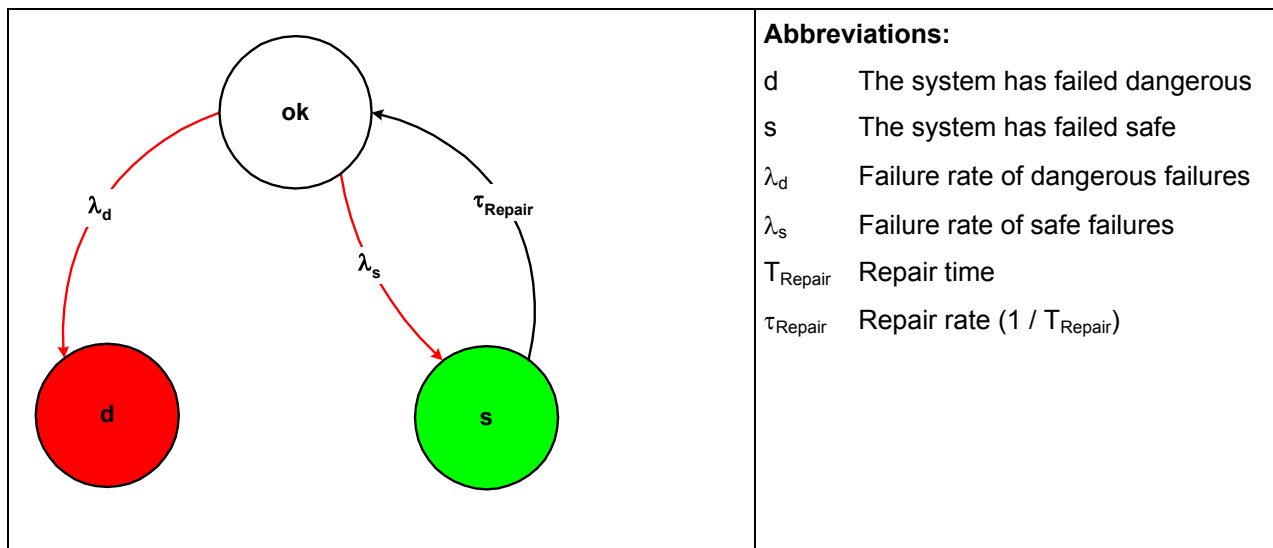 ok
λd
τRepair
λs
d
s
Abbreviations:
d The system has failed dangerous
s The system has failed safe
λd Failure rate of dangerous failures
λs Failure rate of safe failures
TRepair Repair time
τRepair Repair rate (1 / TRepair)